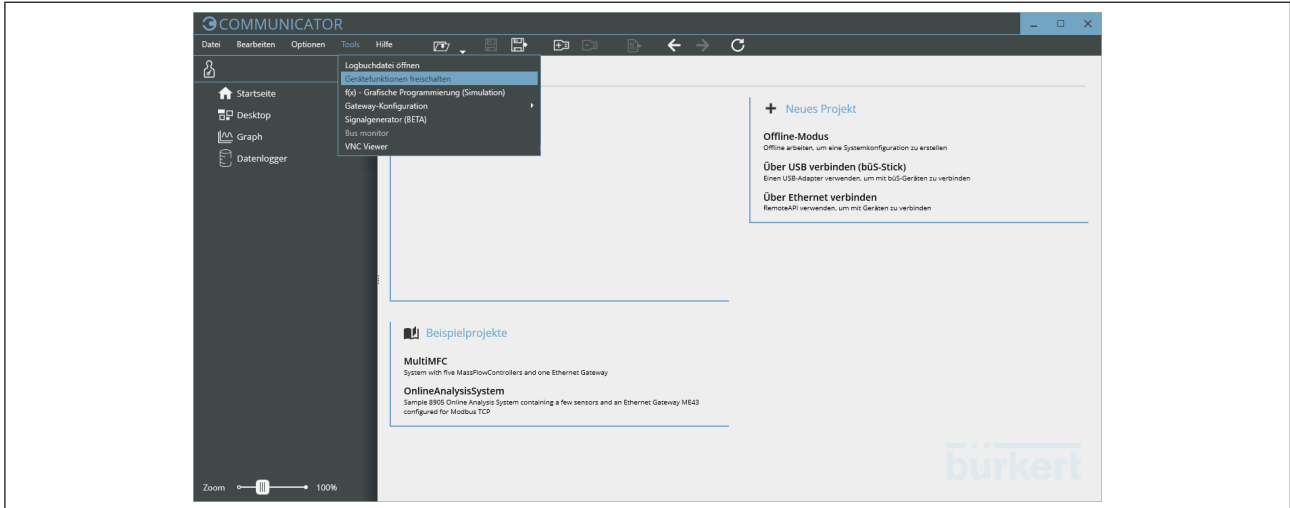 COMMUNICATOR
Datei Bearbeiten Optionen Tools Hilfe
Logbuchdatei öffnen
Gerätefunktionen freischalten
f(x) - Grafische Programmierung (Simulation)
Gateway-Konfiguration
Signalgenerator (BETA)
Bus monitor
VNC Viewer
Startseite
Desktop
Graph
Datenlogger
Neues Projekt
Offline-Modus
Offline arbeiten, um eine Systemkonfiguration zu erstellen
Über USB verbinden (büS-Stick)
Einen USB-Adapter verwenden, um mit büS-Geräten zu verbinden
Über Ethernet verbinden
RemoteAPI verwenden, um mit Geräten zu verbinden
Beispielprojekte
MultiMFC
System with five MassFlowControllers and one Ethernet Gateway
OnlineAnalysisSystem
Sample 8905 Online Analysis System containing a few sensors and an Ethernet Gateway ME43
configured for Modbus TCP
burkert
Zoom 100%